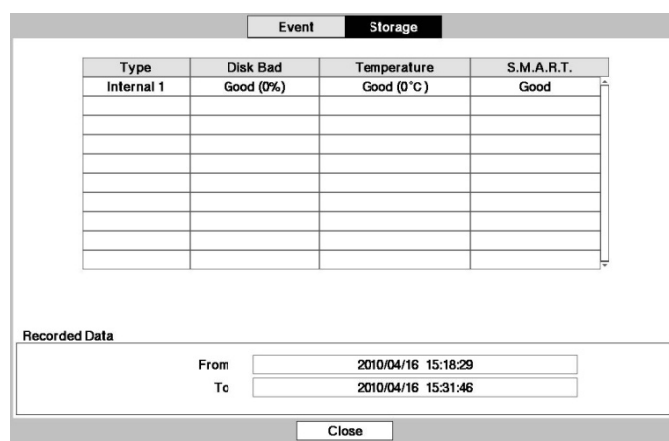 Event Storage
Type Disk Bad Temperature S.M.A.R.T.
Internal 1 Good (0%) Good (0°C) Good
Recorded Data
From 2010/04/16 15:18:29
To 2010/04/16 15:31:46
Close